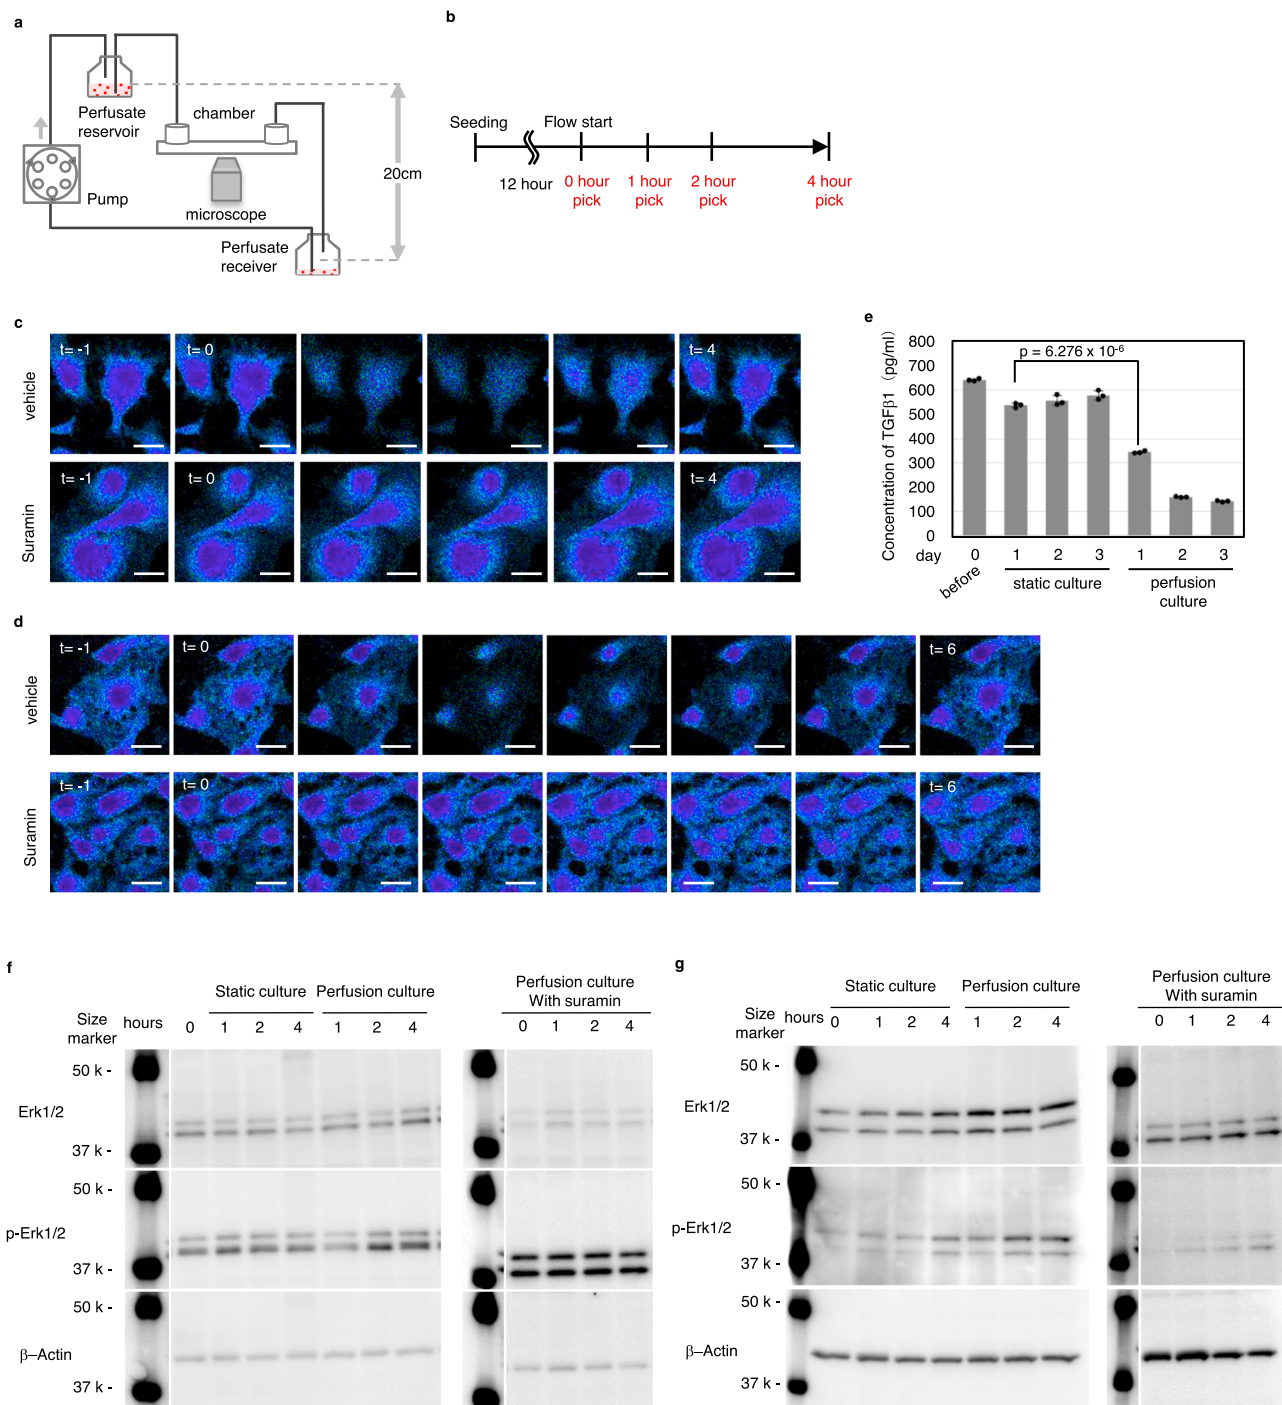 a
Perfusate
reservoir
chamber
Pump
microscope
20cm
Perfusate
receiver
b
Seeding
Flow start
12 hour
0 hour
pick
1 hour
pick
2 hour
pick
4 hour
pick
c
vehicle
t= -1
t= 0
t= 4
Suramin
t= -1
t= 0
t= 4
e
Concentration of TGFβ1 (pg/ml)
800
700
600
500
400
300
200
100
0
p = 6.276 x 10-6
day
0 1 2 3 1 2 3
before
static culture
perfusion
culture
d
vehicle
t= -1
t= 0
t= 6
Suramin
t= -1
t= 0
t= 6
f
Static culture
Perfusion culture
Perfusion culture
With suramin
Size
marker
hours
0 1 2 4 1 2 4
0 1 2 4
50 k -
Erk1/2
37 k -
50 k -
p-Erk1/2
37 k -
50 k -
β–Actin
37 k -
g
Static culture
Perfusion culture
Perfusion culture
With suramin
Size
marker
hours
0 1 2 4 1 2 4
0 1 2 4
50 k -
Erk1/2
37 k -
50 k -
p-Erk1/2
37 k -
50 k -
β–Actin
37 k -